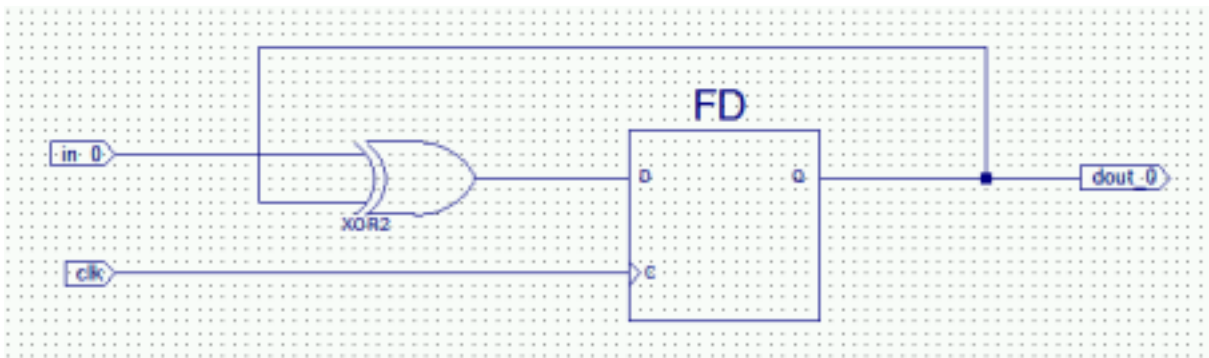 FD
in_0
D
Q
dout_0
XOR2
clk
C